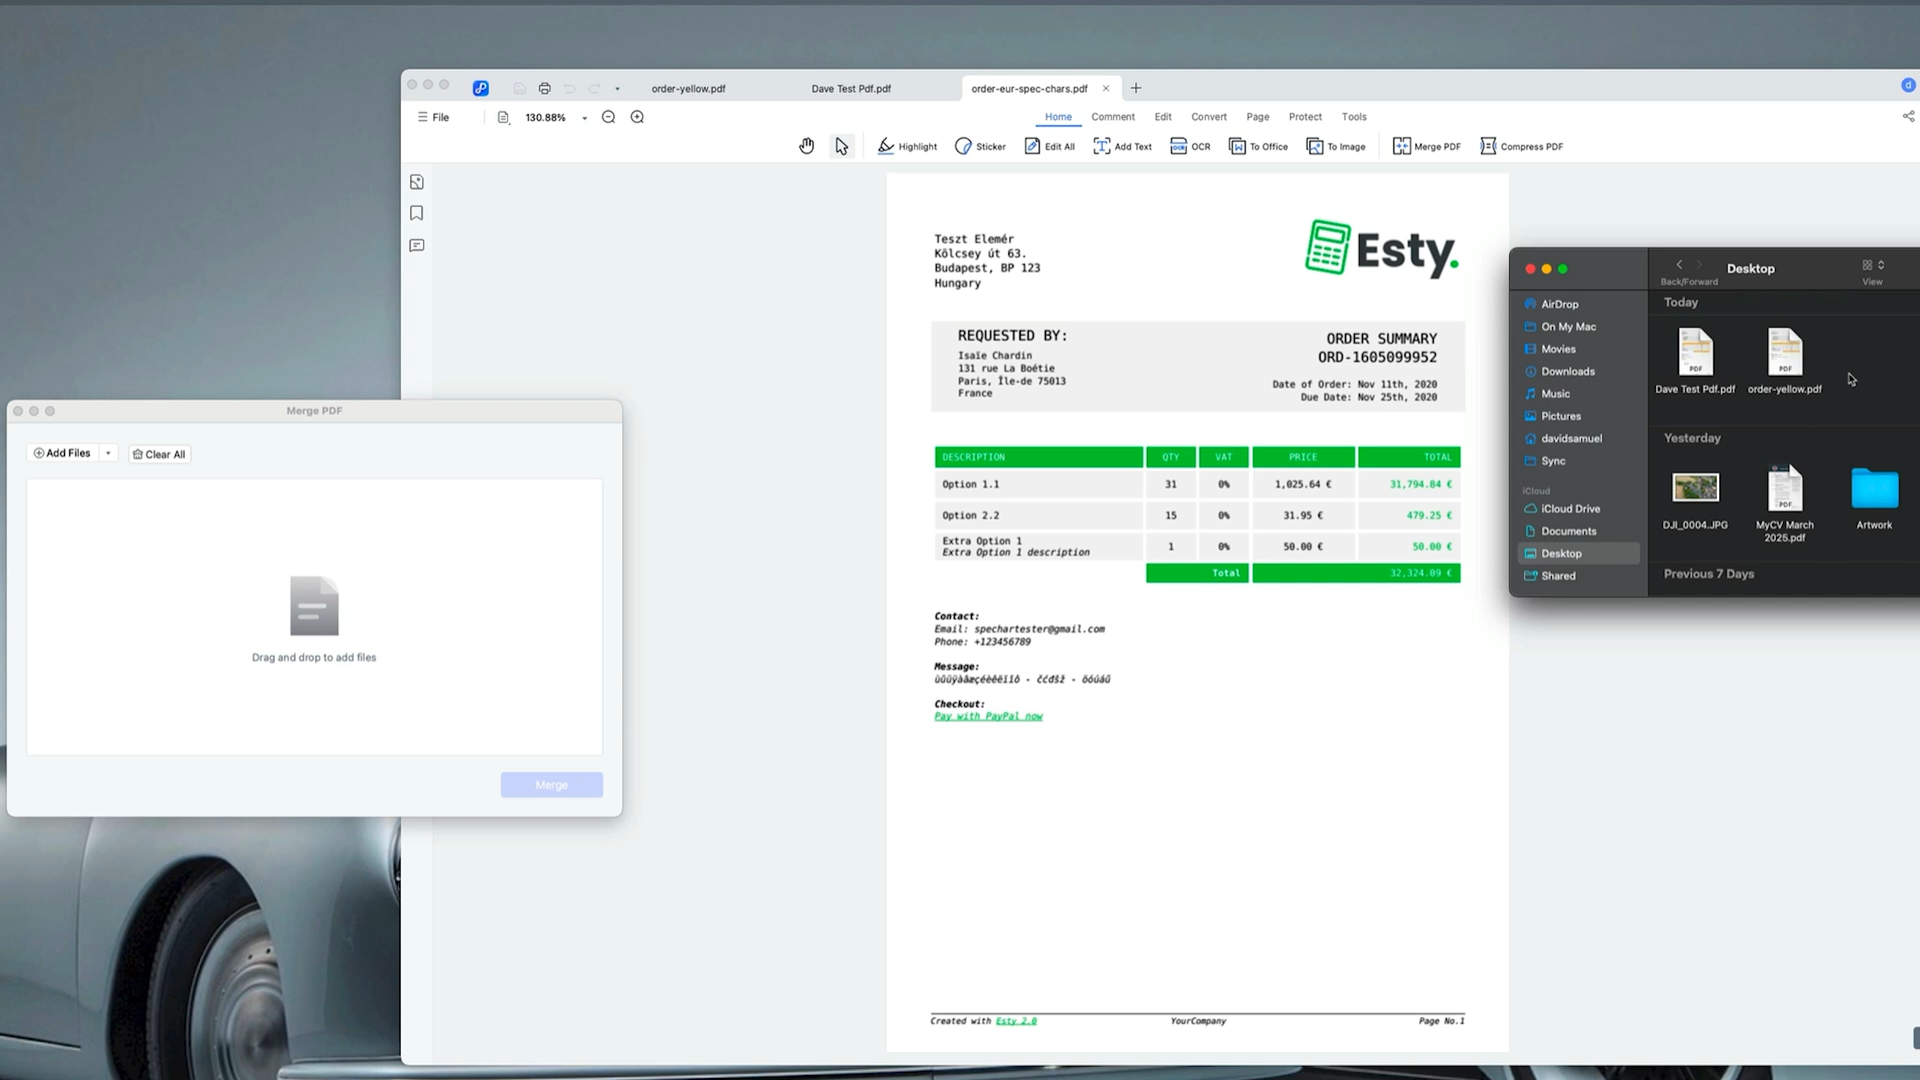 order-yellow.pdf
Dave Test Pdf.pdf
order-eur-spec-chars.pdf
d
File
130.88%
Home
Comment
Edit
Convert
Page
Protect
Tools
Highlight
Sticker
Edit All
Add Text
OCR
To Office
To Image
Merge PDF
Compress PDF
Teszt Elemér
Kölcsey út 63.
Budapest, BP 123
Hungary
Esty.
REQUESTED BY:
Isaïe Chardin
131 rue La Boétie
Paris, Île-de 75013
France
ORDER SUMMARY
ORD-1605099952
Date of Order: Nov 11th, 2020
Due Date: Nov 25th, 2020
DESCRIPTION QTY VAT PRICE TOTAL
Option 1.1 31 0% 1,025.64 € 31,794.84 €
Option 2.2 15 0% 31.95 € 479.25 €
Extra Option 1 1 0% 50.00 € 50.00 €
Extra Option 1 description
Total 32,324.09 €
Contact:
Email: spechartester@gmail.com
Phone: +123456789
Message:
Checkout:
Pay with PayPal now
Created with Esty 2.0 YourCompany Page No.1
Merge PDF
Add Files
Clear All
Drag and drop to add files
Merge
Desktop
Back/Forward
View
AirDrop
On My Mac
Movies
Downloads
Music
Pictures
davidsamuel
Sync
iCloud
iCloud Drive
Documents
Desktop
Shared
Today
PDF
PDF
Dave Test Pdf.pdf
order-yellow.pdf
Yesterday
PDF
DJI_0004.JPG
MyCV March
2025.pdf
Artwork
Previous 7 Days